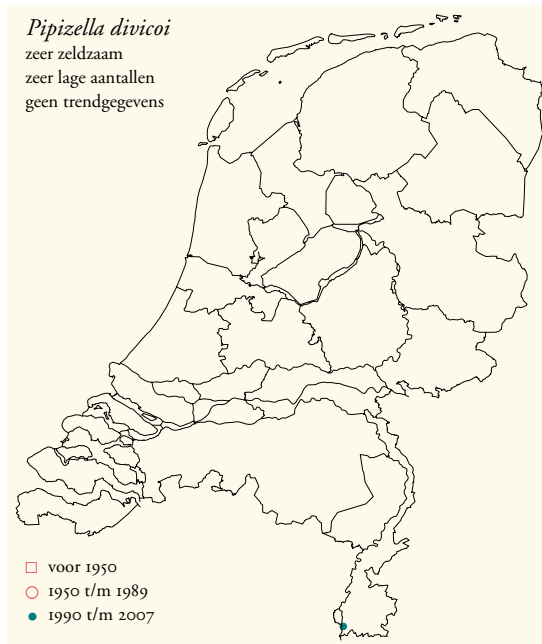 Pipizella divicoi
zeer zeldzaam
zeer lage aantallen
geen trendgegevens
voor 1950
1950 t/m 1989
1990 t/m 2007